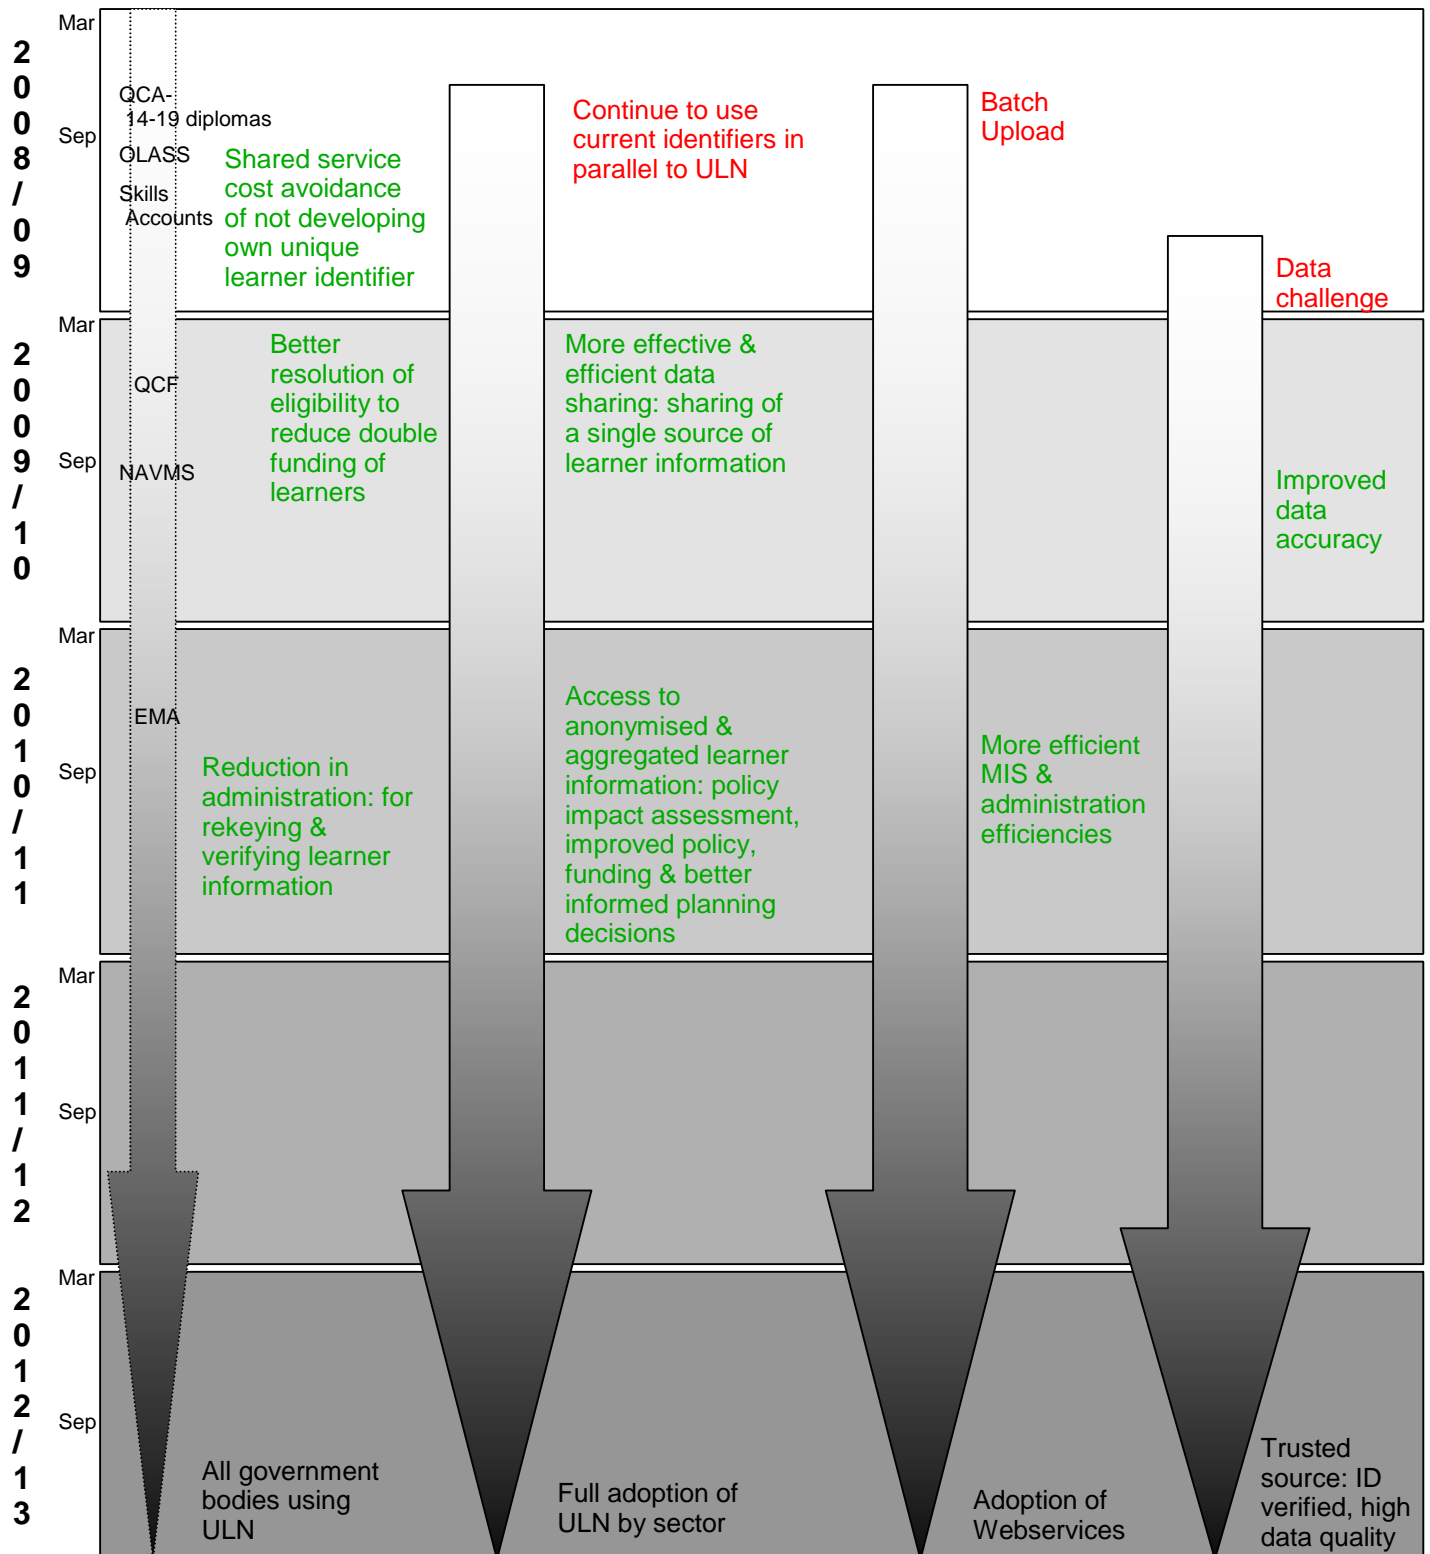 2008/09
Mar
Sep
QCA-
14-19 diplomas
OLASS
Skills
Accounts
Shared service
cost avoidance
of not developing
own unique
learner identifier
Continue to use
current identifiers in
parallel to ULN
Batch
Upload
Data
challenge
2009/10
Mar
Sep
QCF
NAVMS
Better
resolution of
eligibility to
reduce double
funding of
learners
More effective &
efficient data
sharing: sharing of
a single source of
learner information
Improved
data
accuracy
2010/11
Mar
Sep
EMA
Reduction in
administration: for
rekeying &
verifying learner
information
Access to
anonymised &
aggregated learner
information: policy
impact assessment,
improved policy,
funding & better
informed planning
decisions
More efficient
MIS &
administration
efficiencies
2011/12
Mar
Sep
2012/13
Mar
Sep
All government
bodies using
ULN
Full adoption of
ULN by sector
Adoption of
Webservices
Trusted
source: ID
verified, high
data quality